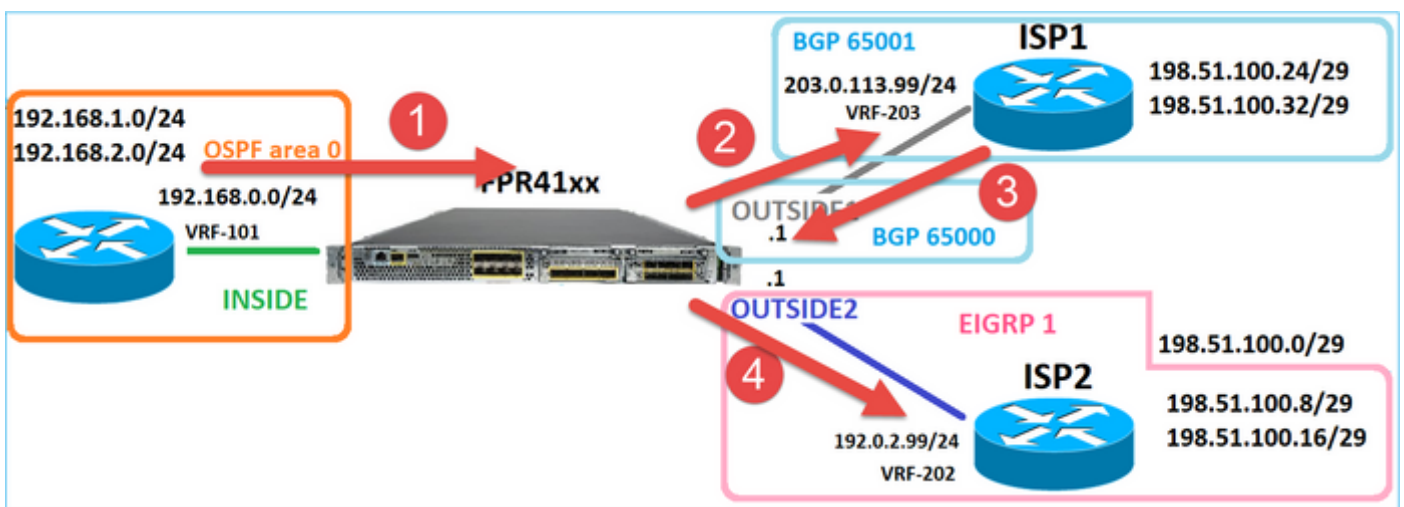 BGP 65001
ISP1
203.0.113.99/24
VRF-203
198.51.100.24/29
198.51.100.32/29
192.168.1.0/24
192.168.2.0/24
OSPF area 0
1
2
3
192.168.0.0/24
VRF-101
INSIDE
.1
BGP 65000
.1
OUTSIDE2
EIGRP 1
198.51.100.0/29
4
ISP2
192.0.2.99/24
VRF-202
198.51.100.8/29
198.51.100.16/29